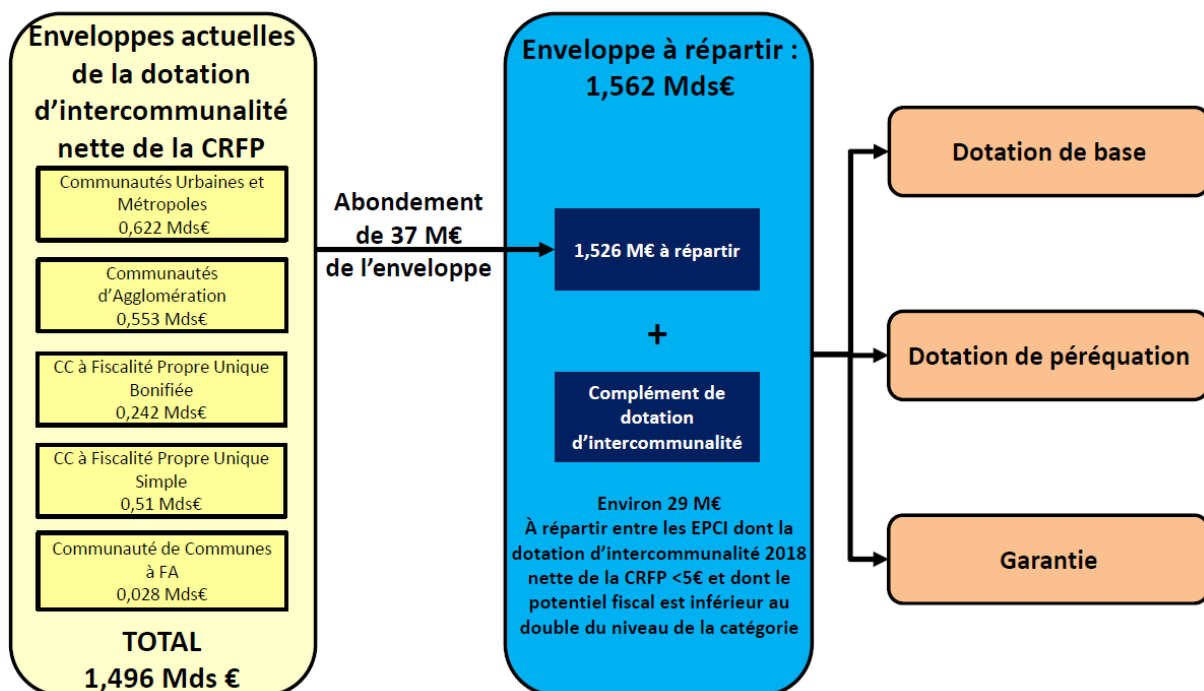 Enveloppes actuelles
de la dotation
d'intercommunalité
nette de la CRFP
Communautés Urbaines et
Métropoles
0,622 Mds€
Communautés
d'Agglomération
0,553 Mds€
CC à Fiscalité Propre Unique
Bonifiée
0,242 Mds€
CC à Fiscalité Propre Unique
Simple
0,51 Mds€
Communauté de Communes
à FA
0,028 Mds€
TOTAL
1,496 Mds €
Abondement
de 37 M€
de l'enveloppe
Enveloppe à répartir :
1,562 Mds€
1,526 M€ à répartir
+
Complément de
dotation
d'intercommunalité
Environ 29 M€
À répartir entre les EPCI dont la
dotation d'intercommunalité 2018
nette de la CRFP <5€ et dont le
potentiel fiscal est inférieur au
double du niveau de la catégorie
Dotation de base
Dotation de péréquation
Garantie